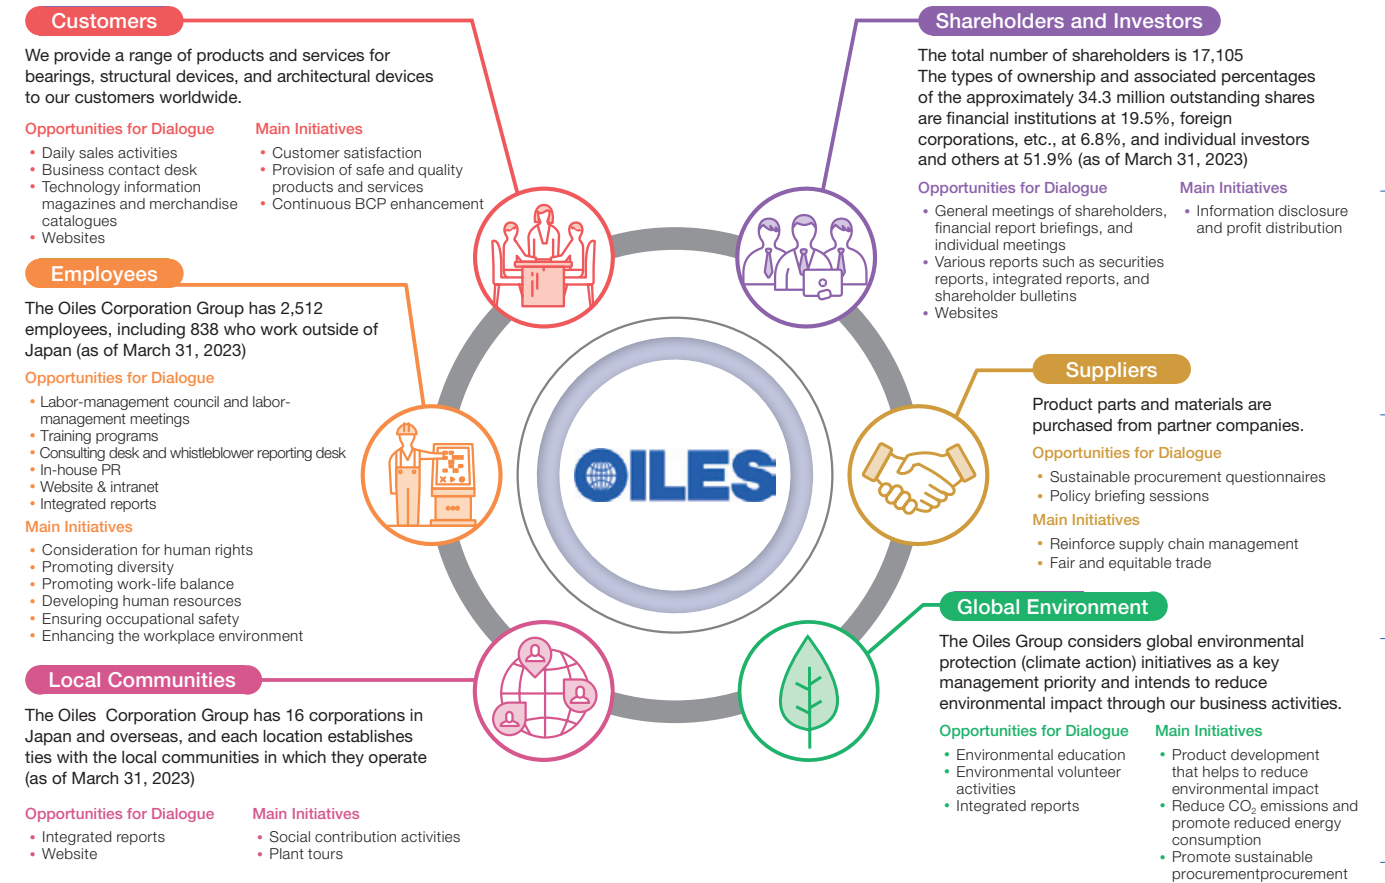 Customers
We provide a range of products and services for
bearings, structural devices, and architectural devices
to our customers worldwide.
Opportunities for Dialogue
• Daily sales activities
• Business contact desk
• Technology information
magazines and merchandise
catalogues
• Websites
Main Initiatives
• Customer satisfaction
• Provision of safe and quality
products and services
• Continuous BCP enhancement
Employees
The Oiles Corporation Group has 2,512
employees, including 838 who work outside of
Japan (as of March 31, 2023)
Opportunities for Dialogue
• Labor-management council and labor-
management meetings
• Training programs
• Consulting desk and whistleblower reporting desk
• In-house PR
• Website & intranet
• Integrated reports
Main Initiatives
• Consideration for human rights
• Promoting diversity
• Promoting work-life balance
• Developing human resources
• Ensuring occupational safety
• Enhancing the workplace environment
Local Communities
The Oiles  Corporation Group has 16 corporations in
Japan and overseas, and each location establishes
ties with the local communities in which they operate
(as of March 31, 2023)
Opportunities for Dialogue
• Integrated reports
• Website
Main Initiatives
• Social contribution activities
• Plant tours
OILES
Shareholders and Investors
The total number of shareholders is 17,105
The types of ownership and associated percentages
of the approximately 34.3 million outstanding shares
are financial institutions at 19.5%, foreign
corporations, etc., at 6.8%, and individual investors
and others at 51.9% (as of March 31, 2023)
Opportunities for Dialogue
• General meetings of shareholders,
financial report briefings, and
individual meetings
• Various reports such as securities
reports, integrated reports, and
shareholder bulletins
• Websites
Main Initiatives
• Information disclosure
and profit distribution
Suppliers
Product parts and materials are
purchased from partner companies.
Opportunities for Dialogue
• Sustainable procurement questionnaires
• Policy briefing sessions
Main Initiatives
• Reinforce supply chain management
• Fair and equitable trade
Global Environment
The Oiles Group considers global environmental
protection (climate action) initiatives as a key
management priority and intends to reduce
environmental impact through our business activities.
Opportunities for Dialogue
• Environmental education
• Environmental volunteer
activities
• Integrated reports
Main Initiatives
• Product development
that helps to reduce
environmental impact
• Reduce CO₂ emissions and
promote reduced energy
consumption
• Promote sustainable
procurementprocurement